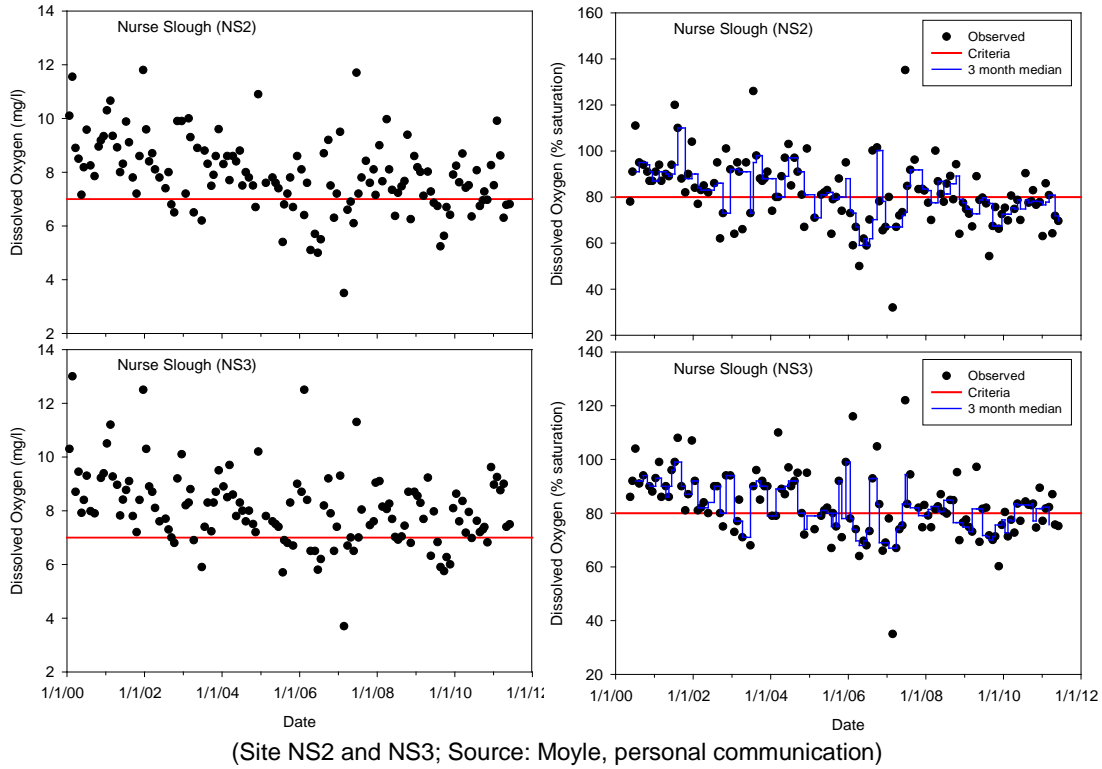 Nurse Slough (NS2)
Dissolved Oxygen (mg/l)
14
12
10
8
6
4
2
Nurse Slough (NS2)
Observed
Criteria
3 month median
Dissolved Oxygen (% saturation)
160
140
120
100
80
60
40
20
Nurse Slough (NS3)
Dissolved Oxygen (mg/l)
14
12
10
8
6
4
2
1/1/00 1/1/02 1/1/04 1/1/06 1/1/08 1/1/10 1/1/12
Date
Nurse Slough (NS3)
Observed
Criteria
3 month median
Dissolved Oxygen (% saturation)
140
120
100
80
60
40
20
1/1/00 1/1/02 1/1/04 1/1/06 1/1/08 1/1/10 1/1/12
Date
(Site NS2 and NS3; Source: Moyle, personal communication)